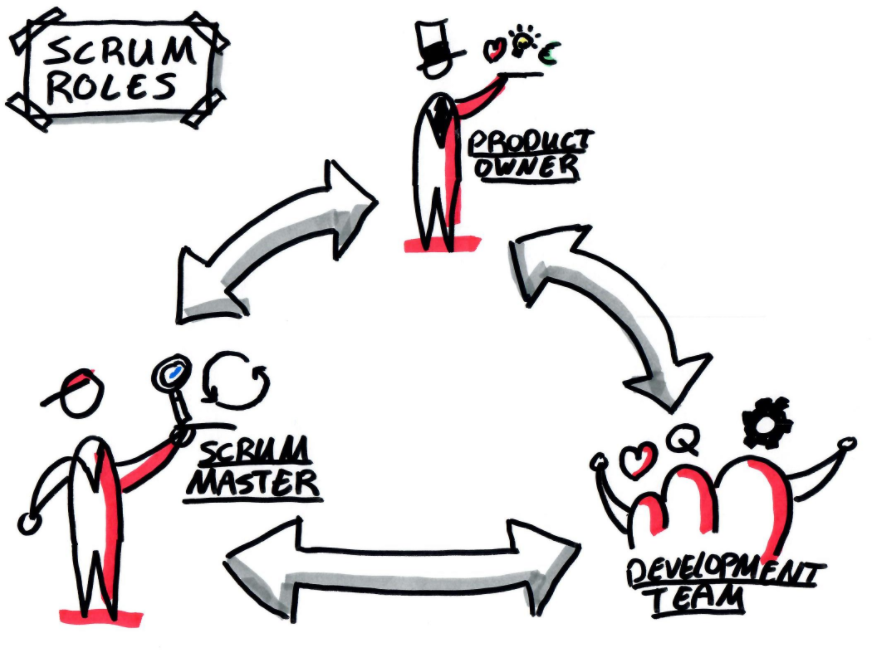 SCRUM
ROLES
PRODUCT
OWNER
SCRUM
MASTER
Q
DEVELOPMENT
TEAM